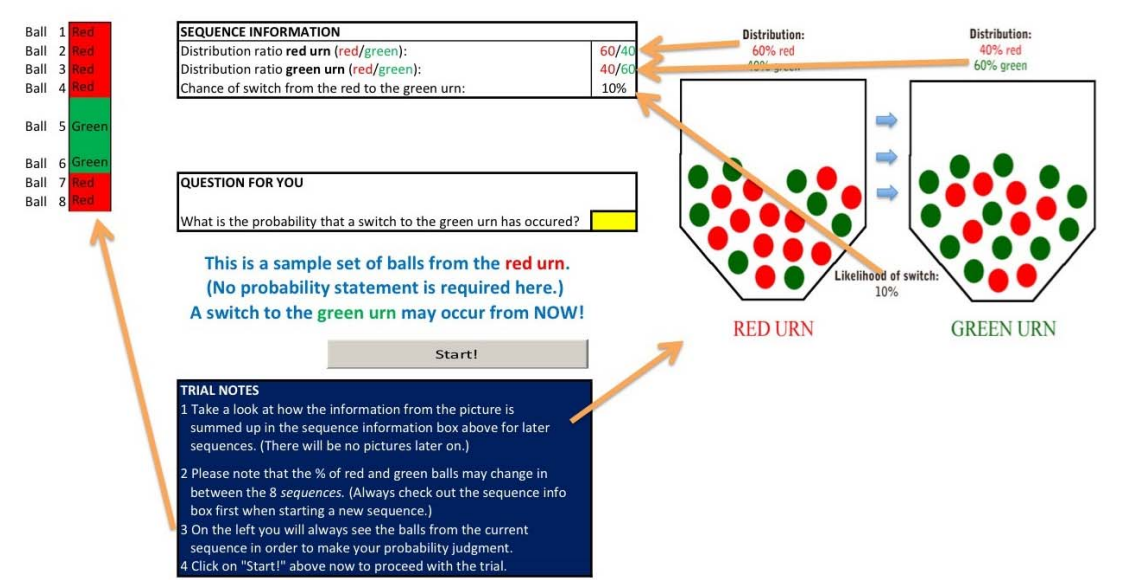 Ball 1 Red
Ball 2 Red
Ball 3 Red
Ball 4 Red
Ball 5 Green
Ball 6 Green
Ball 7 Red
Ball 8 Red
SEQUENCE INFORMATION
Distribution ratio red urn (red/green): 60/40
Distribution ratio green urn (red/green): 40/60
Chance of switch from the red to the green urn: 10%
QUESTION FOR YOU
What is the probability that a switch to the green urn has occured?
This is a sample set of balls from the red urn.
(No probability statement is required here.)
A switch to the green urn may occur from NOW!
Start!
TRIAL NOTES
1 Take a look at how the information from the picture is
summed up in the sequence information box above for later
sequences. (There will be no pictures later on.)
2 Please note that the % of red and green balls may change in
between the 8 sequences. (Always check out the sequence info
box first when starting a new sequence.)
3 On the left you will always see the balls from the current
sequence in order to make your probability judgment.
4 Click on "Start!" above now to proceed with the trial.
Distribution:
60% red
40% green
Distribution:
40% red
60% green
Likelihood of switch:
10%
RED URN
GREEN URN